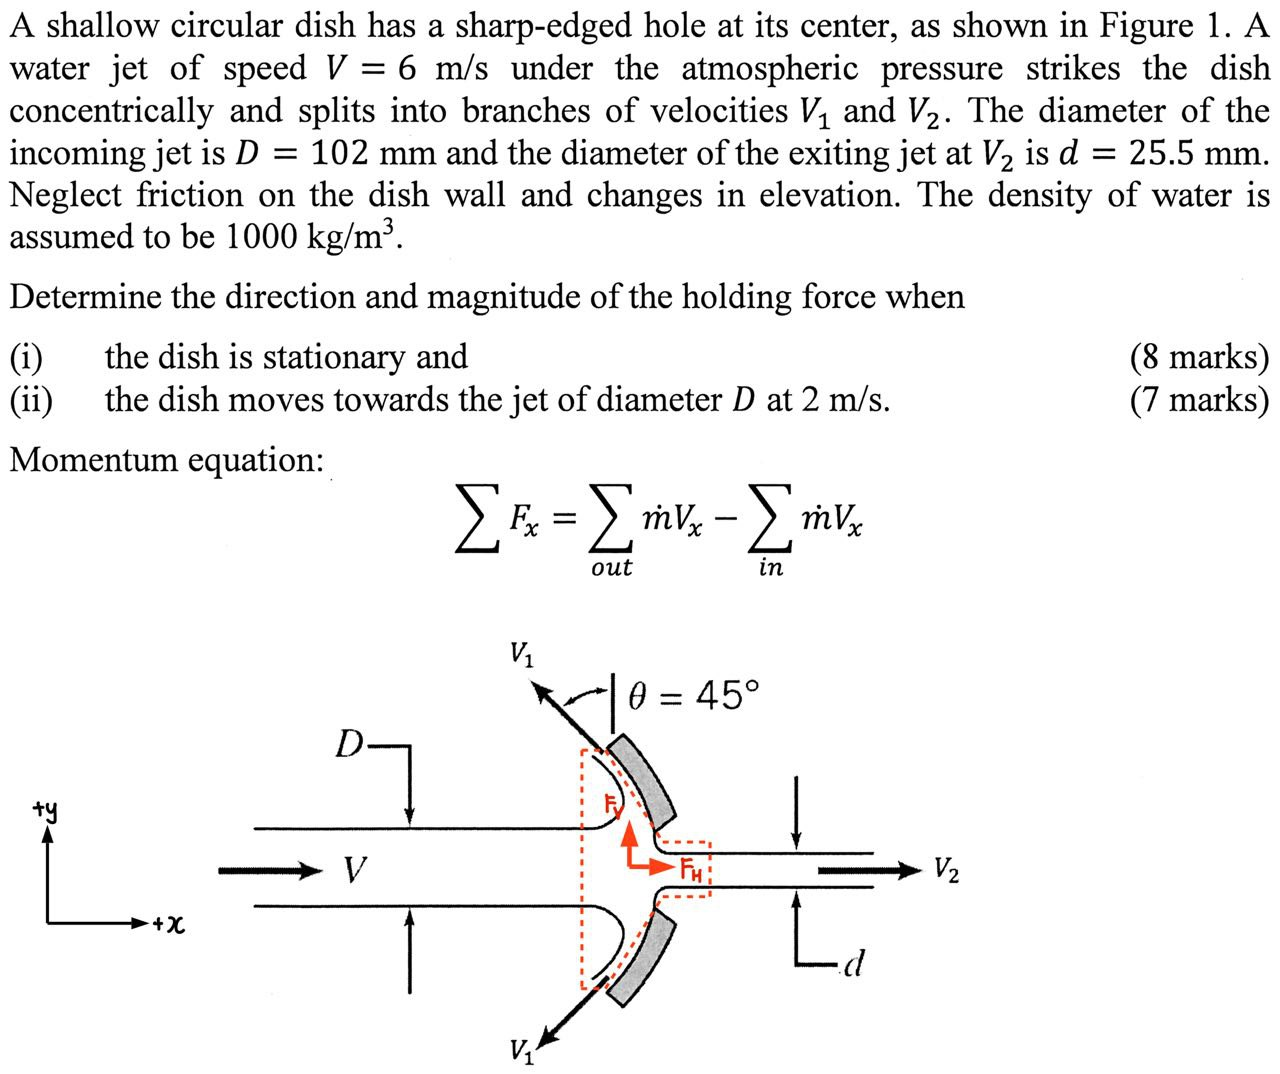 A shallow circular dish has a sharp-edged hole at its center, as shown in Figure 1. A
water jet of speed V = 6 m/s under the atmospheric pressure strikes the dish
concentrically and splits into branches of velocities V₁ and V₂. The diameter of the
incoming jet is D = 102 mm and the diameter of the exiting jet at V₂ is d = 25.5 mm.
Neglect friction on the dish wall and changes in elevation. The density of water is
assumed to be 1000 kg/m³.
Determine the direction and magnitude of the holding force when
(i) the dish is stationary and (8 marks)
(ii) the dish moves towards the jet of diameter D at 2 m/s. (7 marks)
Momentum equation:
∑ Fₓ = ∑ ṁVₓ − ∑ ṁVₓ
out in
V₁
θ = 45°
D
+y
Fᵥ
V
F_H
V₂
+x
d
V₁